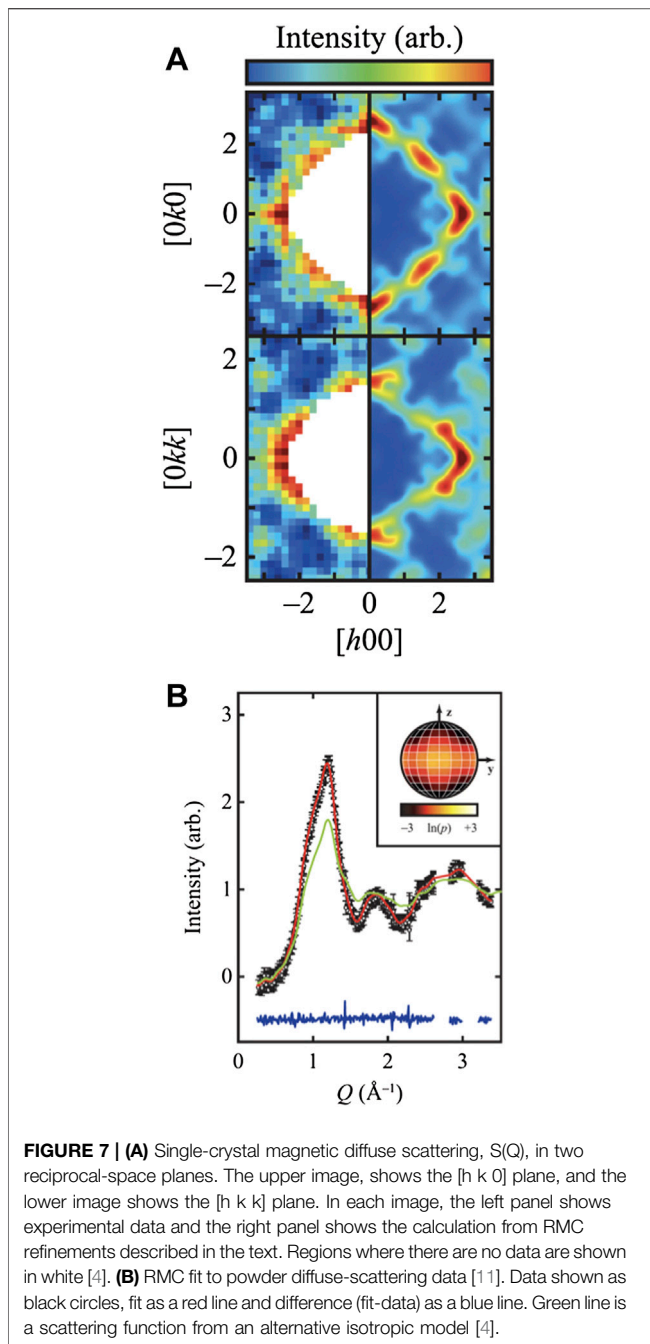 Intensity (arb.)
A
2
0
−2
[0k0]
2
0
−2
[0kk]
−2 0 2
[h00]
B
3
2
1
0
Intensity (arb.)
z
y
−3 ln(p) +3
0 1 2 3
Q (Å⁻¹)
FIGURE 7 | (A) Single-crystal magnetic diffuse scattering, S(Q), in two
reciprocal-space planes. The upper image, shows the [h k 0] plane, and the
lower image shows the [h k k] plane. In each image, the left panel shows
experimental data and the right panel shows the calculation from RMC
refinements described in the text. Regions where there are no data are shown
in white [4]. (B) RMC fit to powder diffuse-scattering data [11]. Data shown as
black circles, fit as a red line and difference (fit-data) as a blue line. Green line is
a scattering function from an alternative isotropic model [4].